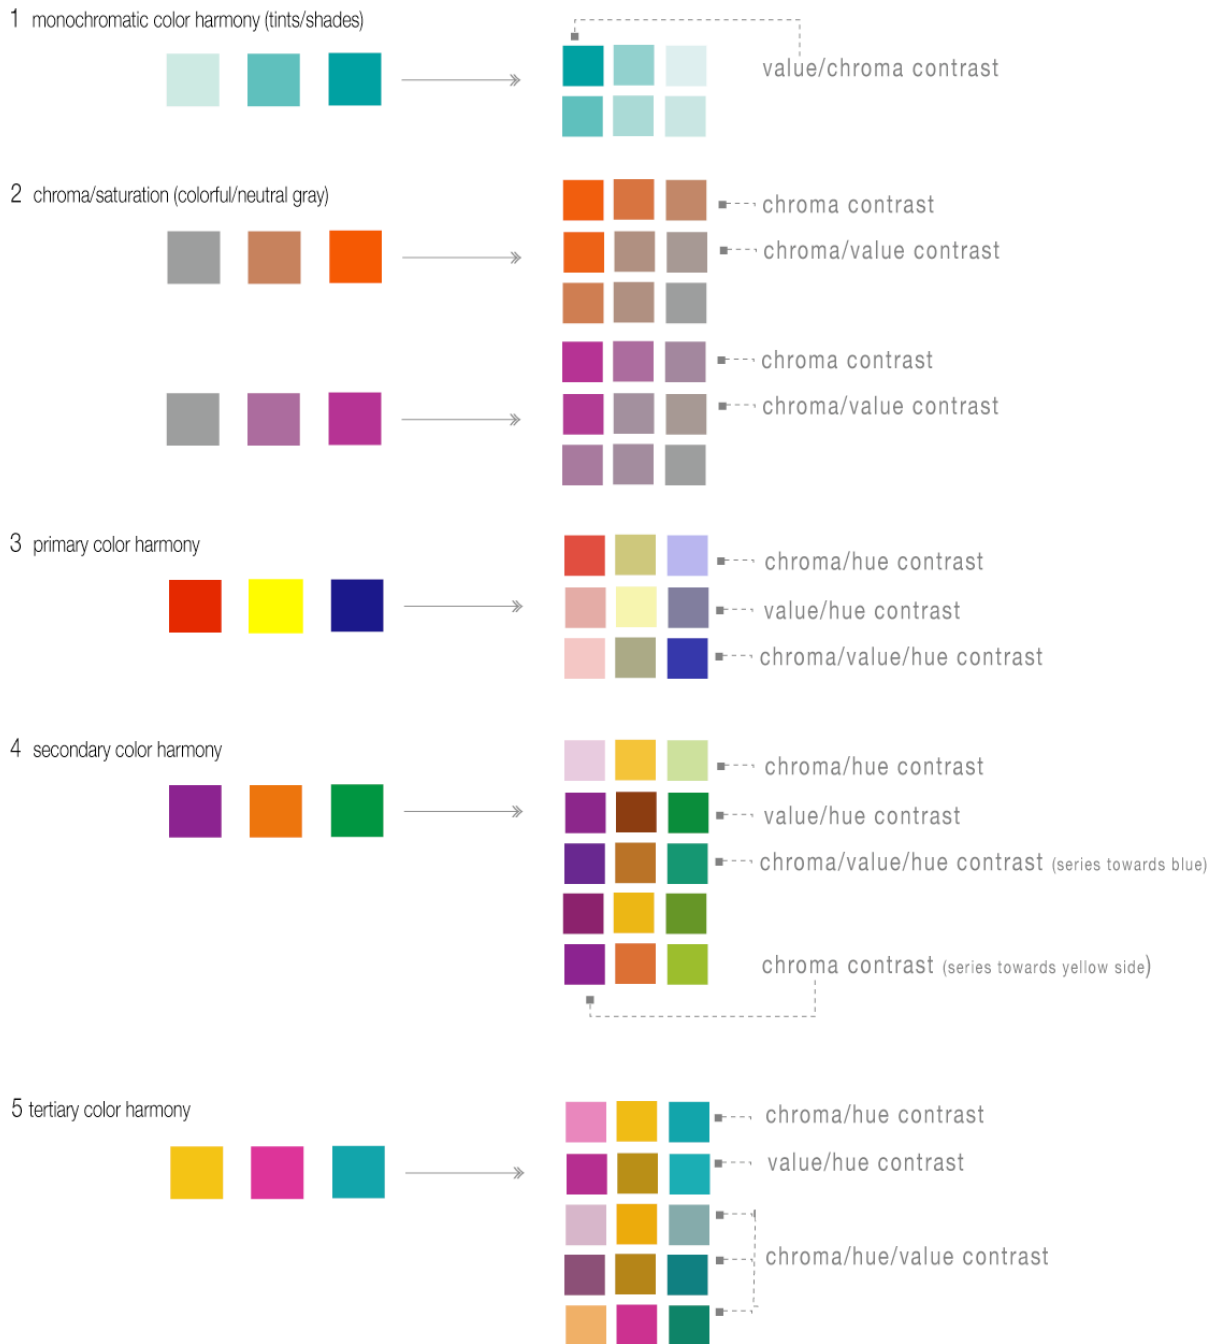 1 monochromatic color harmony (tints/shades)
value/chroma contrast
2 chroma/saturation (colorful/neutral gray)
chroma contrast
chroma/value contrast
chroma contrast
chroma/value contrast
3 primary color harmony
chroma/hue contrast
value/hue contrast
chroma/value/hue contrast
4 secondary color harmony
chroma/hue contrast
value/hue contrast
chroma/value/hue contrast (series towards blue)
chroma contrast (series towards yellow side)
5 tertiary color harmony
chroma/hue contrast
value/hue contrast
chroma/hue/value contrast